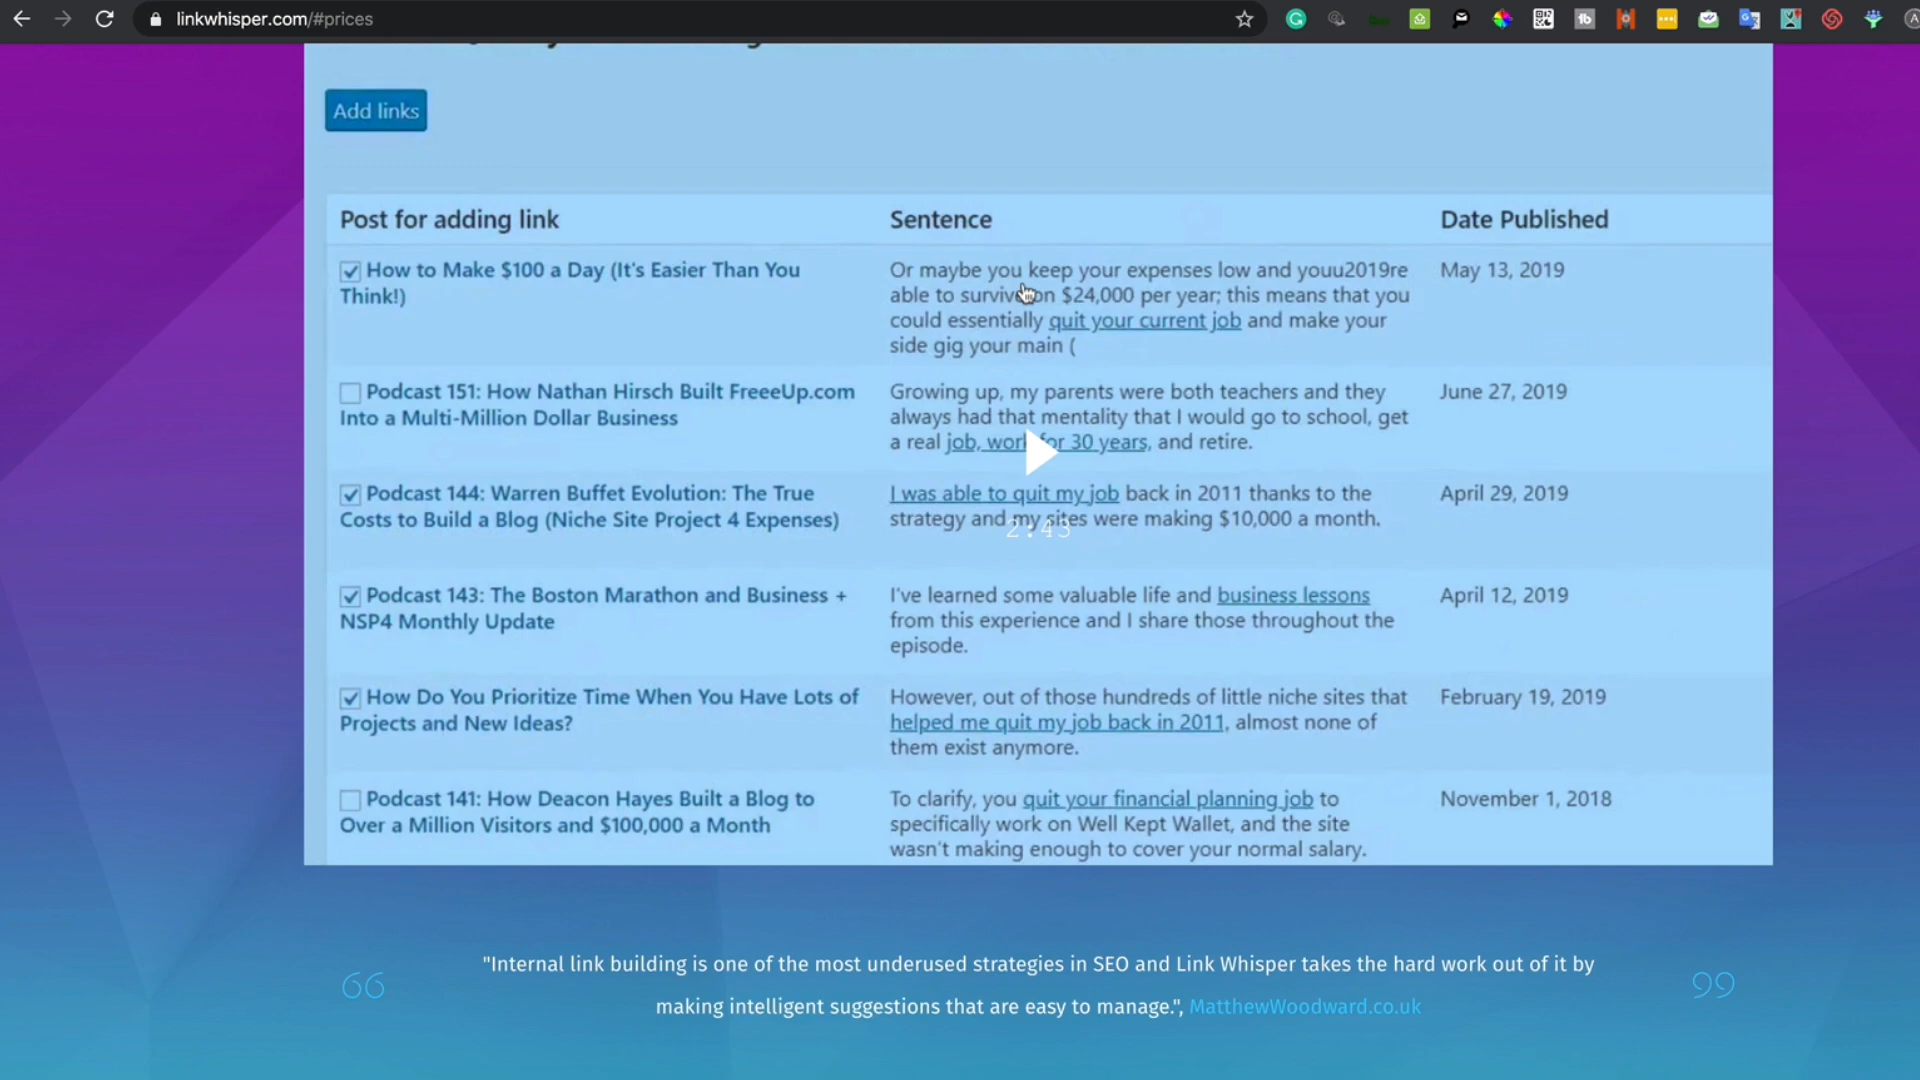 linkwhisper.com/#prices
Add links
Post for adding link
Sentence
Date Published
How to Make $100 a Day (It's Easier Than You
Think!)
Or maybe you keep your expenses low and youu2019re
able to survive on $24,000 per year; this means that you
could essentially quit your current job and make your
side gig your main (
May 13, 2019
Podcast 151: How Nathan Hirsch Built FreeeUp.com
Into a Multi-Million Dollar Business
Growing up, my parents were both teachers and they
always had that mentality that I would go to school, get
a real job, work for 30 years, and retire.
June 27, 2019
Podcast 144: Warren Buffet Evolution: The True
Costs to Build a Blog (Niche Site Project 4 Expenses)
I was able to quit my job back in 2011 thanks to the
strategy and my sites were making $10,000 a month.
April 29, 2019
2:43
Podcast 143: The Boston Marathon and Business +
NSP4 Monthly Update
I've learned some valuable life and business lessons
from this experience and I share those throughout the
episode.
April 12, 2019
How Do You Prioritize Time When You Have Lots of
Projects and New Ideas?
However, out of those hundreds of little niche sites that
helped me quit my job back in 2011, almost none of
them exist anymore.
February 19, 2019
Podcast 141: How Deacon Hayes Built a Blog to
Over a Million Visitors and $100,000 a Month
To clarify, you quit your financial planning job to
specifically work on Well Kept Wallet, and the site
wasn't making enough to cover your normal salary.
November 1, 2018
"Internal link building is one of the most underused strategies in SEO and Link Whisper takes the hard work out of it by
making intelligent suggestions that are easy to manage.", MatthewWoodward.co.uk